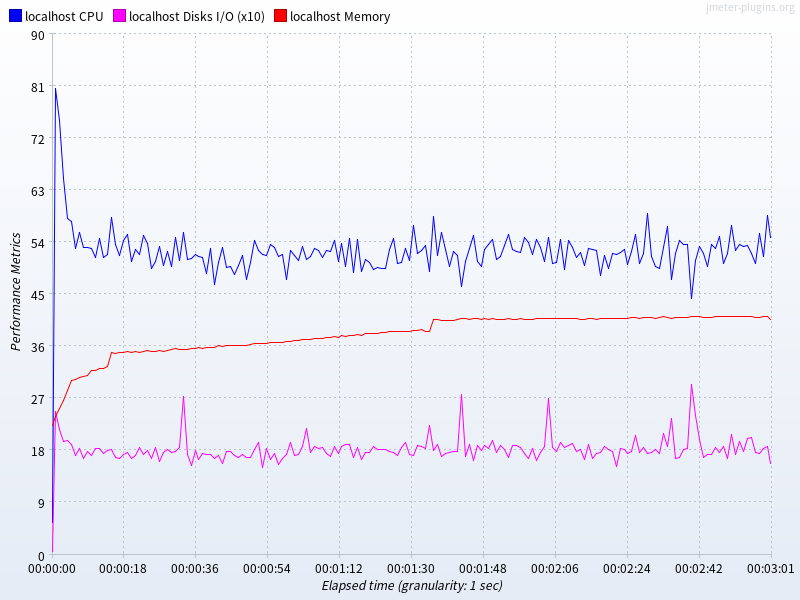 jmeter-plugins.org
localhost CPU localhost Disks I/O (x10) localhost Memory
90
81
72
63
54
45
36
27
18
9
0
Performance Metrics
00:00:00 00:00:18 00:00:36 00:00:54 00:01:12 00:01:30 00:01:48 00:02:06 00:02:24 00:02:42 00:03:01
Elapsed time (granularity: 1 sec)